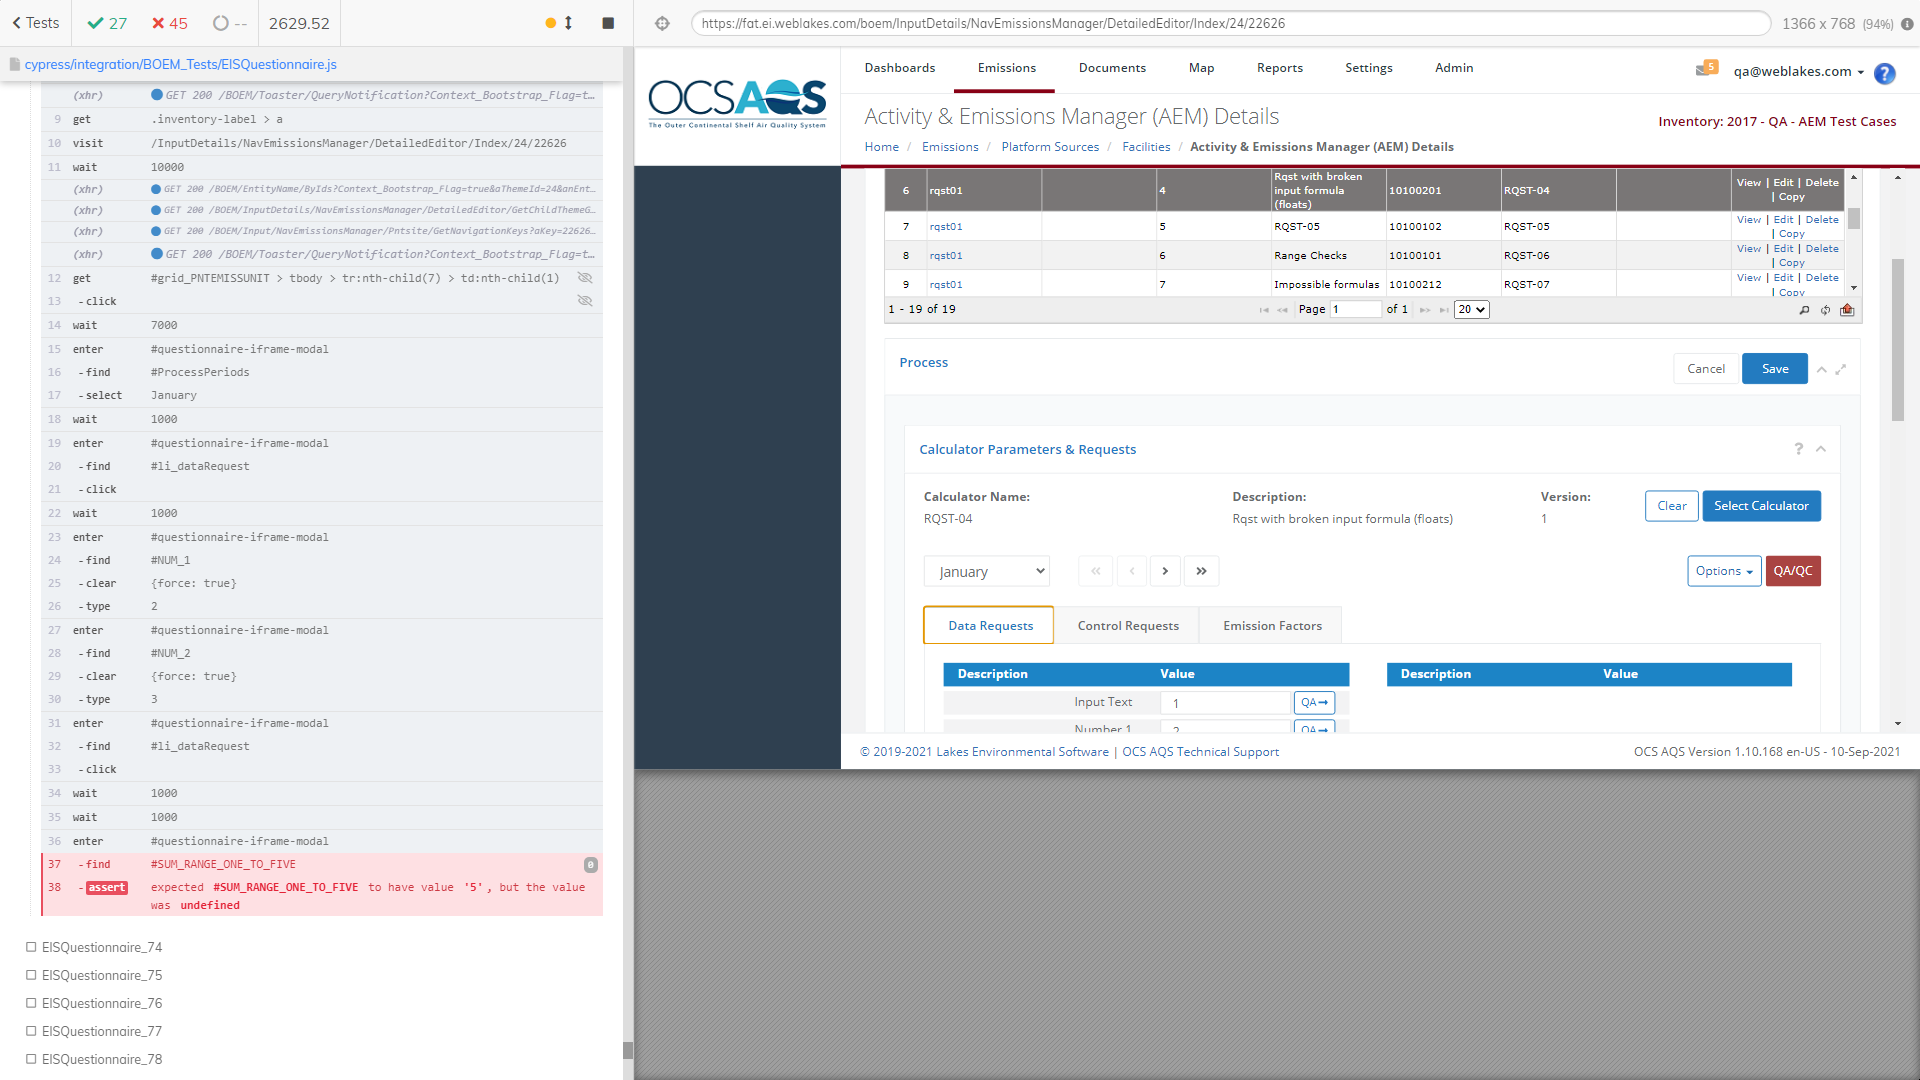 Tests
27
45
--
2629.52
cypress/integration/BOEM_Tests/EISQuestionnaire.js
(xhr) GET 200 /BOEM/Toaster/QueryNotification?Context_Bootstrap_Flag=t...
9 get .inventory-label > a
10 visit /InputDetails/NavEmissionsManager/DetailedEditor/Index/24/22626
11 wait 10000
(xhr) GET 200 /BOEM/EntityName/ByIds?Context_Bootstrap_Flag=true&aThemeId=24&anEnt...
(xhr) GET 200 /BOEM/InputDetails/NavEmissionsManager/DetailedEditor/GetChildThemeG...
(xhr) GET 200 /BOEM/Input/NavEmissionsManager/Pntsite/GetNavigationKeys?aKey=22626...
(xhr) GET 200 /BOEM/Toaster/QueryNotification?Context_Bootstrap_Flag=t...
12 get #grid_PNTEMISSUNIT > tbody > tr:nth-child(7) > td:nth-child(1)
13 -click
14 wait 7000
15 enter #questionnaire-iframe-modal
16 -find #ProcessPeriods
17 -select January
18 wait 1000
19 enter #questionnaire-iframe-modal
20 -find #li_dataRequest
21 -click
22 wait 1000
23 enter #questionnaire-iframe-modal
24 -find #NUM_1
25 -clear {force: true}
26 -type 2
27 enter #questionnaire-iframe-modal
28 -find #NUM_2
29 -clear {force: true}
30 -type 3
31 enter #questionnaire-iframe-modal
32 -find #li_dataRequest
33 -click
34 wait 1000
35 wait 1000
36 enter #questionnaire-iframe-modal
37 -find #SUM_RANGE_ONE_TO_FIVE 0
38 -assert expected #SUM_RANGE_ONE_TO_FIVE to have value '5', but the value
was undefined
EISQuestionnaire_74
EISQuestionnaire_75
EISQuestionnaire_76
EISQuestionnaire_77
EISQuestionnaire_78
https://fat.ei.weblakes.com/boem/InputDetails/NavEmissionsManager/DetailedEditor/Index/24/22626
1366 x 768 (94%)
OCSAQS
The Outer Continental Shelf Air Quality System
Dashboards Emissions Documents Map Reports Settings Admin
5 qa@weblakes.com ?
Activity & Emissions Manager (AEM) Details
Inventory: 2017 - QA - AEM Test Cases
Home / Emissions / Platform Sources / Facilities / Activity & Emissions Manager (AEM) Details
6 rqst01 4 Rqst with broken input formula (floats) 10100201 RQST-04 View | Edit | Delete | Copy
7 rqst01 5 RQST-05 10100102 RQST-05 View | Edit | Delete | Copy
8 rqst01 6 Range Checks 10100101 RQST-06 View | Edit | Delete | Copy
9 rqst01 7 Impossible formulas 10100212 RQST-07 View | Edit | Delete | Copy
1 - 19 of 19 Page 1 of 1 20
Process
Cancel Save
Calculator Parameters & Requests
?
Calculator Name: Description: Version:
RQST-04 Rqst with broken input formula (floats) 1
Clear Select Calculator
January « ‹ › »
Options QA/QC
Data Requests Control Requests Emission Factors
Description Value Description Value
Input Text 1 QA
Number 1 2 QA
© 2019-2021 Lakes Environmental Software | OCS AQS Technical Support
OCS AQS Version 1.10.168 en-US - 10-Sep-2021